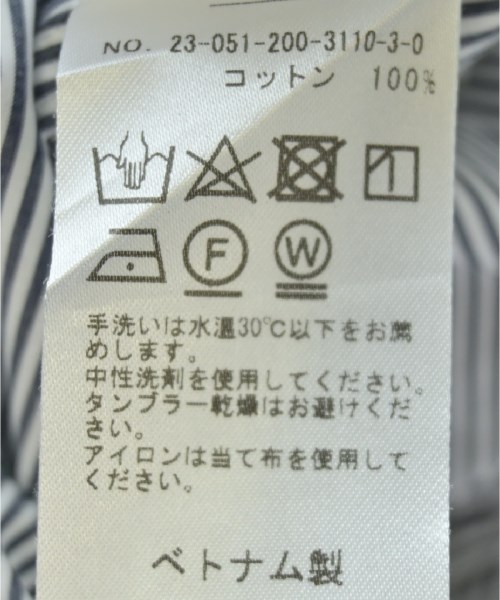 NO. 23-051-200-3110-3-0
コットン 100%
F W
手洗いは水温30℃以下をお薦
めします。
中性洗剤を使用してください。
タンブラー乾燥はお避けくだ
さい。
アイロンは当て布を使用して
ください。
ベトナム製